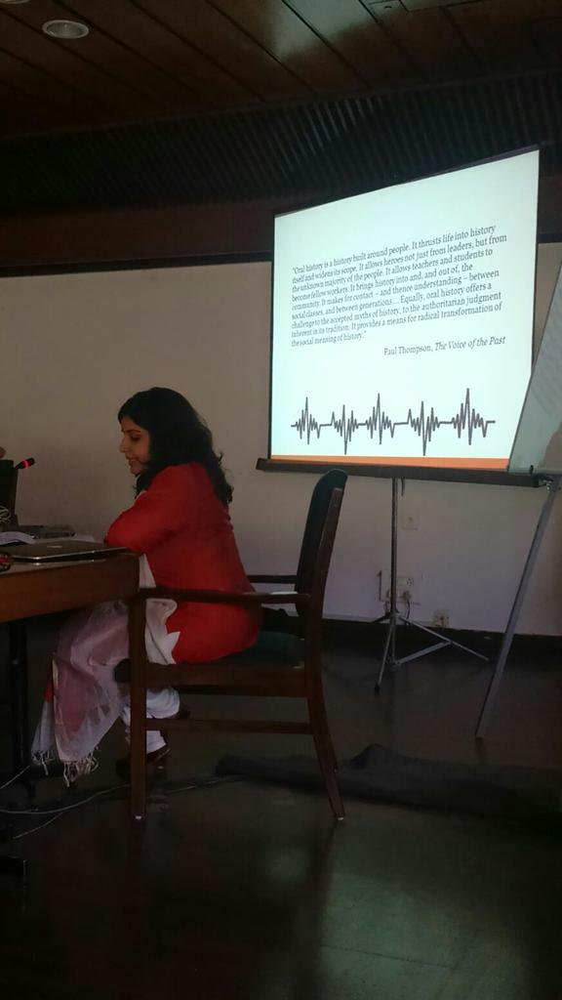 "Oral history is a history built around people. It thrusts life into history
itself and widens its scope. It allows heroes not just from leaders, but from
the unknown majority of the people. It allows teachers and students to
become fellow workers. It brings history into and, and out of, the
community. It makes for contact – and thence understanding – between
social classes, and between generations... Equally, oral history offers a
challenge to the accepted myths of history, to the authoritarian judgment
inherent in its tradition. It provides a means for radical transformation of
the social meaning of history."
Paul Thompson, The Voice of the Past